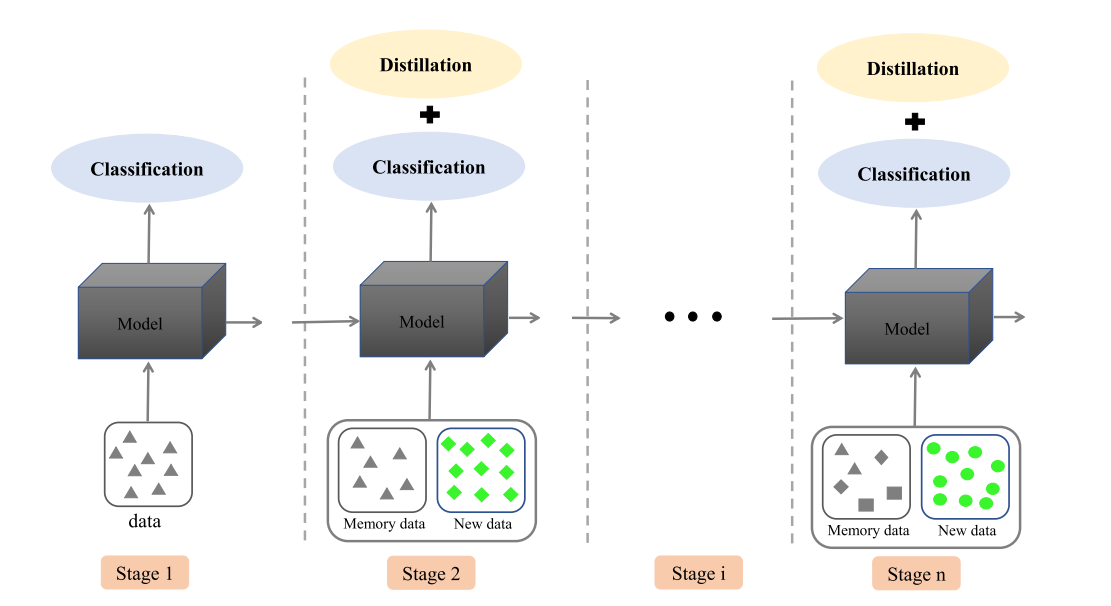 Distillation
Distillation
Classification
Classification
Classification
Model
Model
Model
Memory data
New data
Memory data
New data
data
Stage 1
Stage 2
Stage i
Stage n